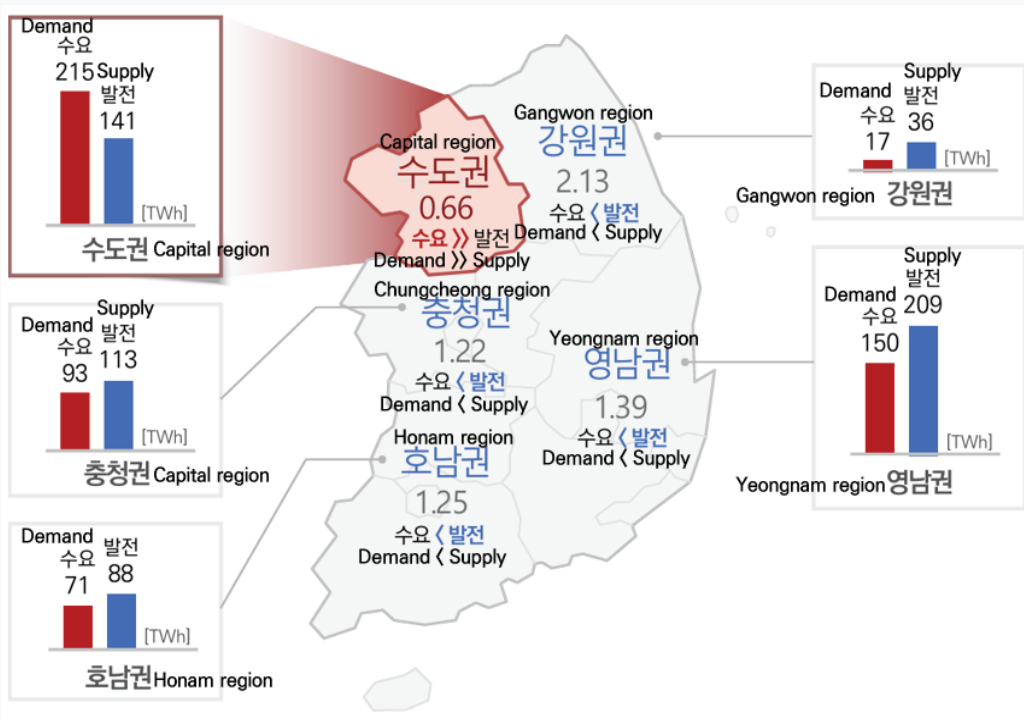 Demand
수요
215
Supply
발전
141
[TWh]
수도권 Capital region
Demand
수요
93
Supply
발전
113
[TWh]
충청권 Capital region
Demand
수요
71
발전
88
[TWh]
호남권 Honam region
Capital region
수도권
0.66
수요 》 발전
Demand 》 Supply
Gangwon region
강원권
2.13
수요 < 발전
Demand < Supply
Chungcheong region
충청권
1.22
수요 < 발전
Demand < Supply
Yeongnam region
영남권
1.39
수요 < 발전
Demand < Supply
Honam region
호남권
1.25
수요 < 발전
Demand < Supply
Demand
수요
17
Supply
발전
36
[TWh]
Gangwon region 강원권
Demand
수요
150
Supply
발전
209
[TWh]
Yeongnam region 영남권